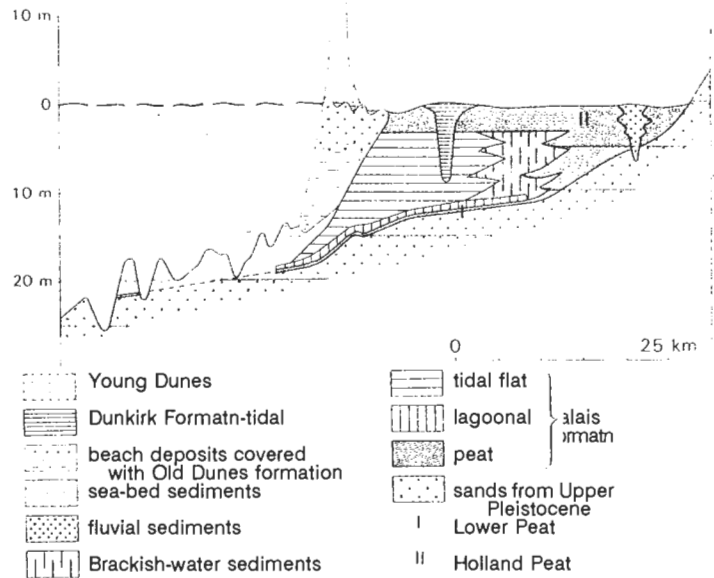 10 m
0
10 m
20 m
II
I
0 25 km
Young Dunes
Dunkirk Formatn-tidal
beach deposits covered
with Old Dunes formation
sea-bed sediments
fluvial sediments
Brackish-water sediments
tidal flat
lagoonal
peat
alais
ormatn
sands from Upper
Pleistocene
I Lower Peat
II Holland Peat